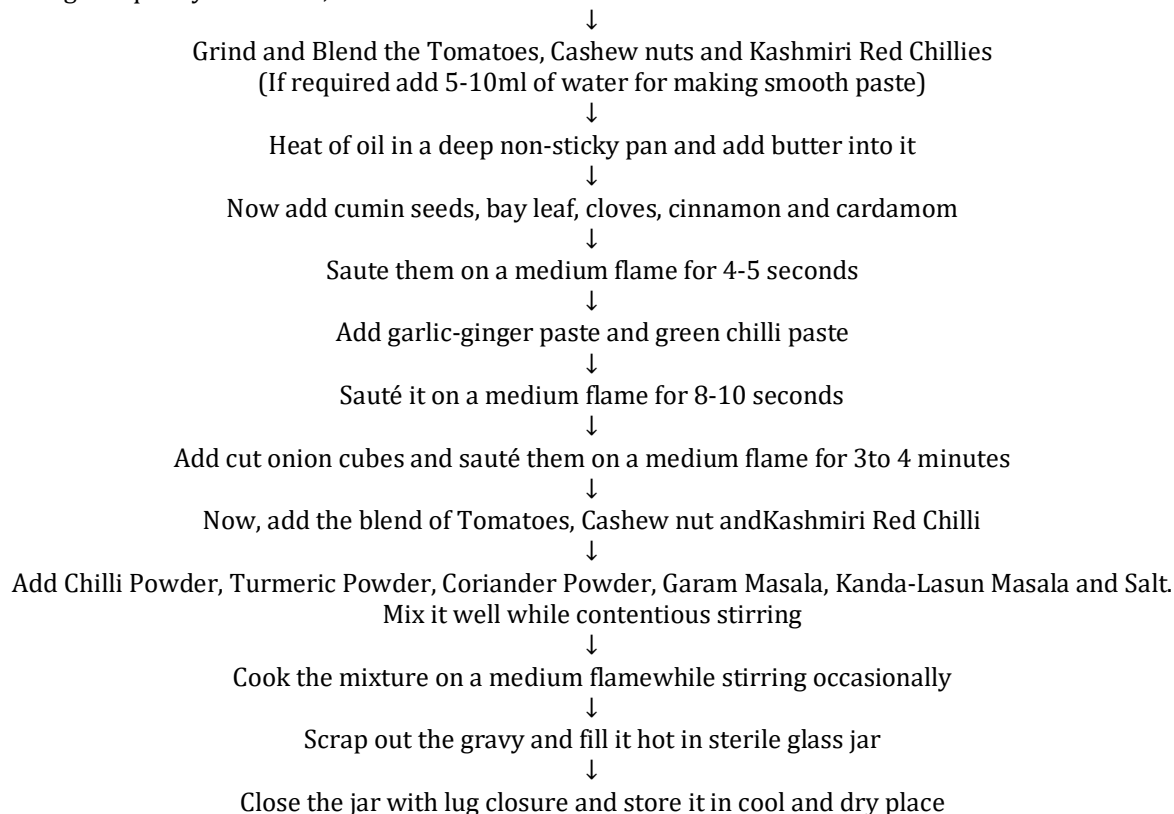 ↓
Grind and Blend the Tomatoes, Cashew nuts and Kashmiri Red Chillies
(If required add 5-10ml of water for making smooth paste)
↓
Heat of oil in a deep non-sticky pan and add butter into it
↓
Now add cumin seeds, bay leaf, cloves, cinnamon and cardamom
↓
Saute them on a medium flame for 4-5 seconds
↓
Add garlic-ginger paste and green chilli paste
↓
Sauté it on a medium flame for 8-10 seconds
↓
Add cut onion cubes and sauté them on a medium flame for 3to 4 minutes
↓
Now, add the blend of Tomatoes, Cashew nut andKashmiri Red Chilli
↓
Add Chilli Powder, Turmeric Powder, Coriander Powder, Garam Masala, Kanda-Lasun Masala and Salt.
Mix it well while contentious stirring
↓
Cook the mixture on a medium flamewhile stirring occasionally
↓
Scrap out the gravy and fill it hot in sterile glass jar
↓
Close the jar with lug closure and store it in cool and dry place